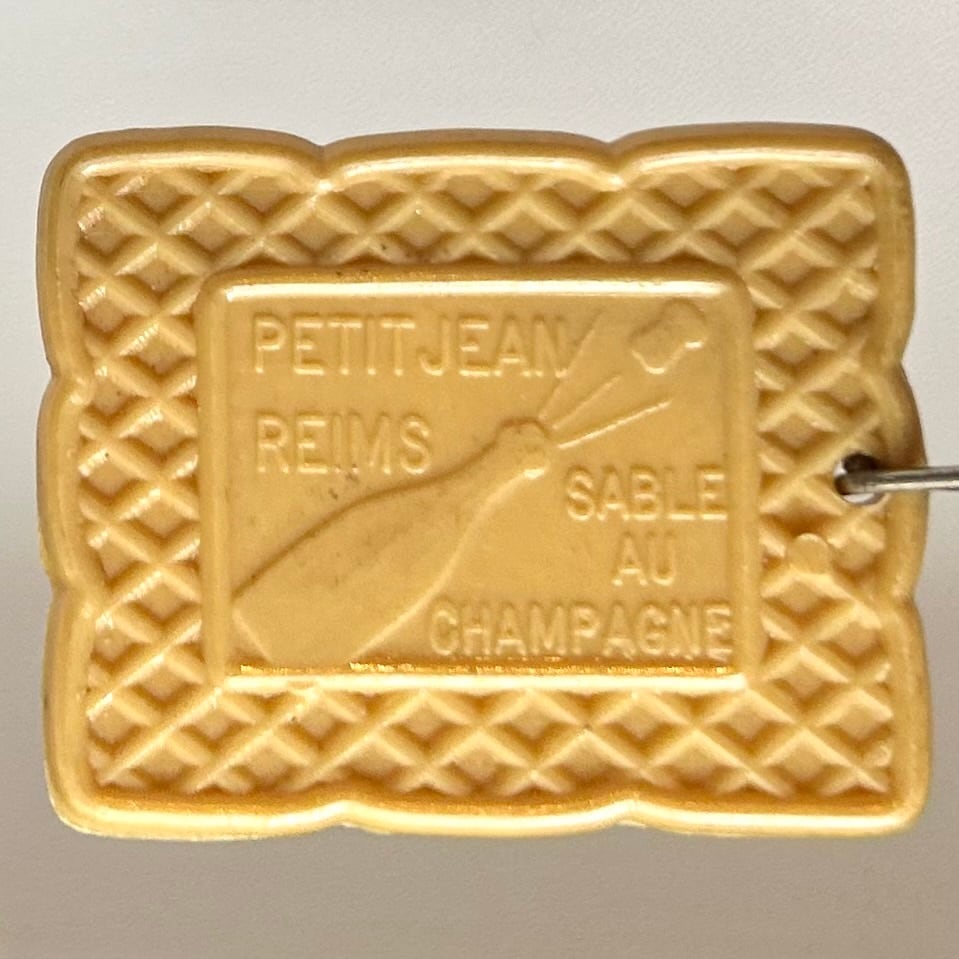 PETITJEAN
REIMS
SABLE
AU
CHAMPAGNE